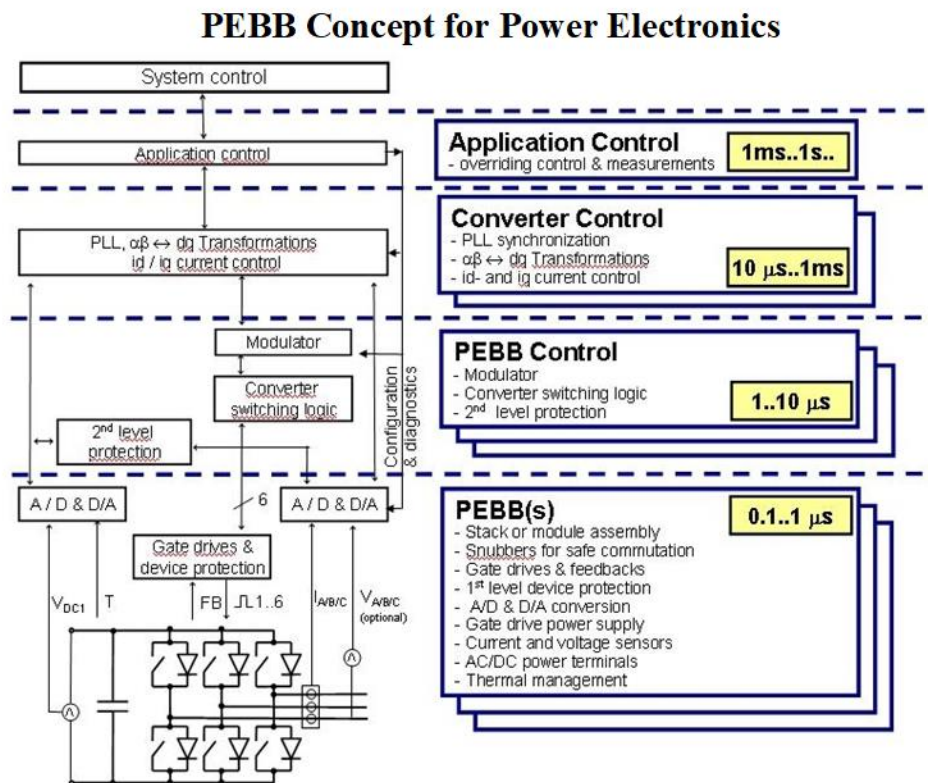 PEBB Concept for Power Electronics
System control
Application control
PLL, αβ ↔ dq Transformations
id / iq current control
Modulator
Converter
switching logic
2nd level
protection
Configuration
& diagnostics
A / D & D/A
6
A / D & D/A
Gate drives &
device protection
VDC1
T
FB
1..6
IA/B/C
VA/B/C
(optional)
Application Control
- overriding control & measurements
1ms..1s..
Converter Control
- PLL synchronization
- αβ ↔ dq Transformations
- id- and iq current control
10 μs..1ms
PEBB Control
- Modulator
- Converter switching logic
- 2nd level protection
1..10 μs
PEBB(s)
0.1..1 μs
- Stack or module assembly
- Snubbers for safe commutation
- Gate drives & feedbacks
- 1st level device protection
- A/D & D/A conversion
- Gate drive power supply
- Current and voltage sensors
- AC/DC power terminals
- Thermal management